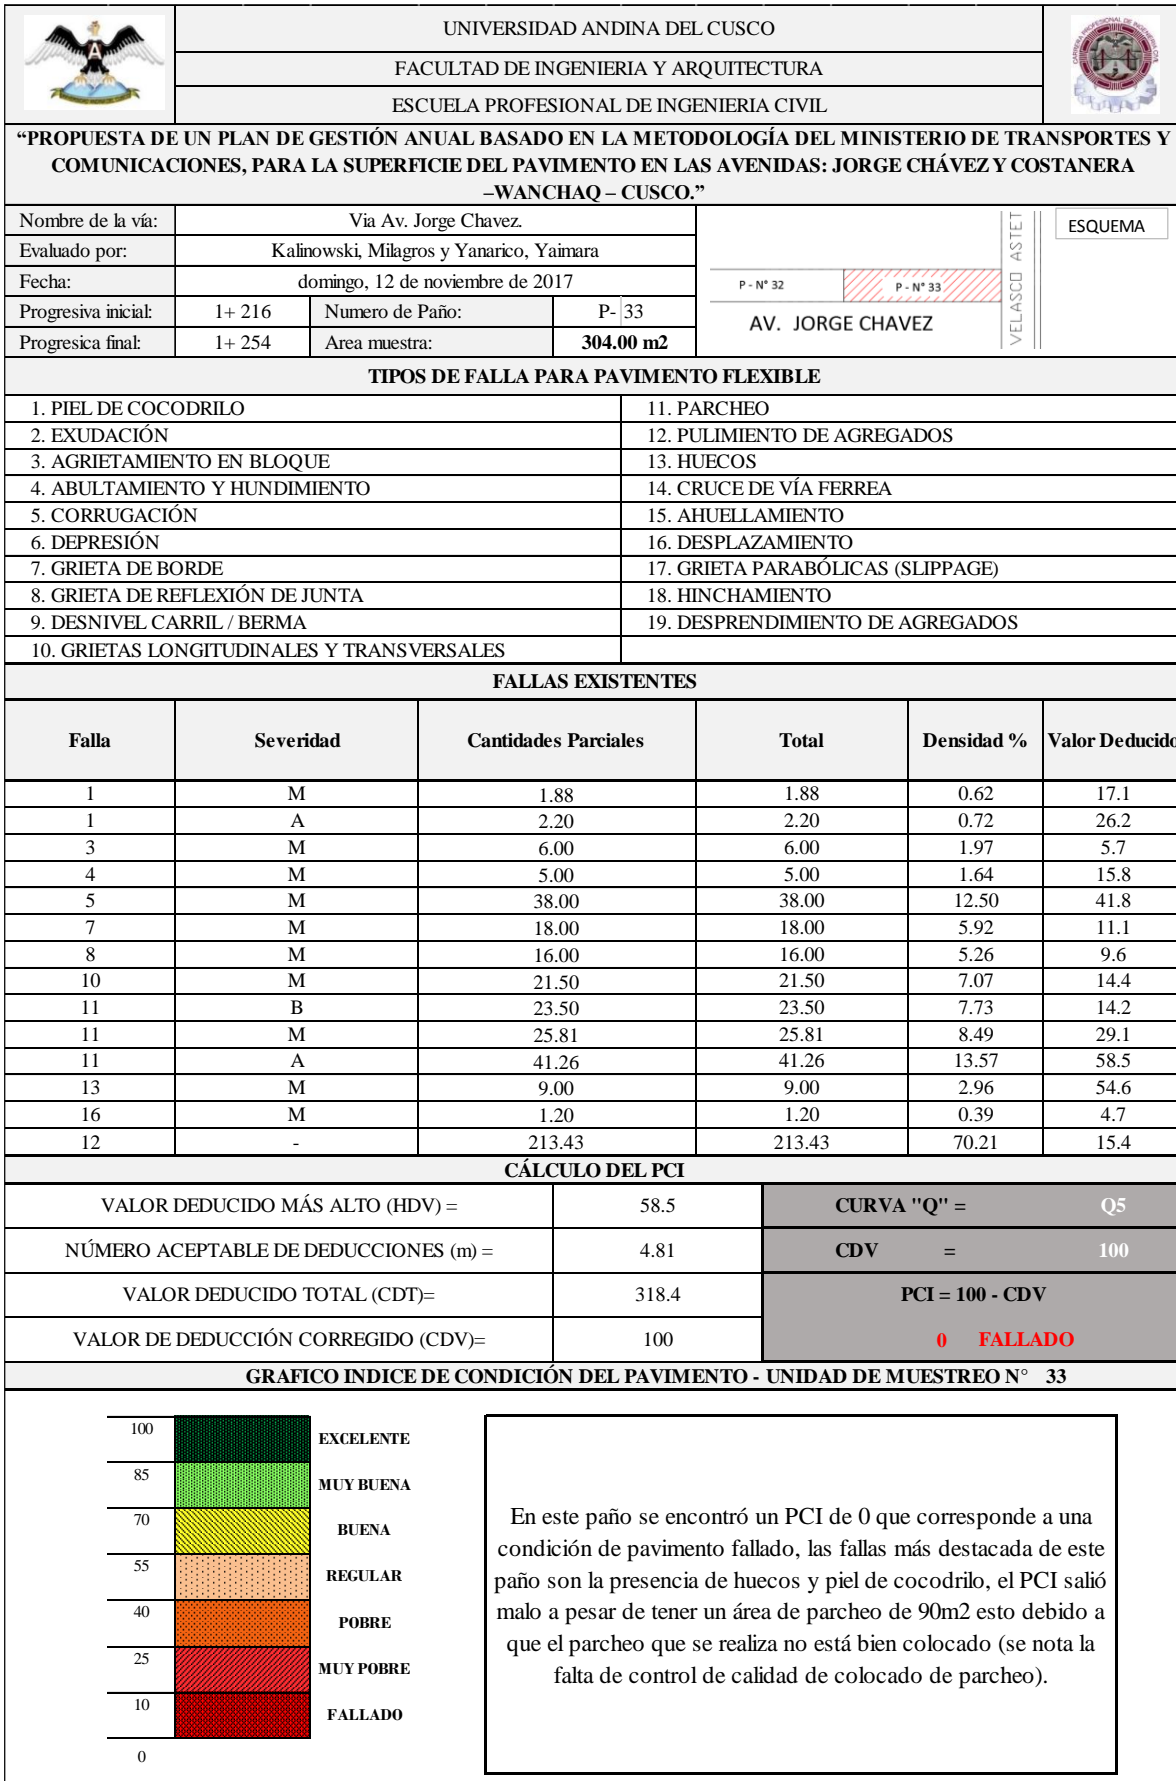 UNIVERSIDAD ANDINA DEL CUSCO
FACULTAD DE INGENIERIA Y ARQUITECTURA
ESCUELA PROFESIONAL DE INGENIERIA CIVIL
“PROPUESTA DE UN PLAN DE GESTIÓN ANUAL BASADO EN LA METODOLOGÍA DEL MINISTERIO DE TRANSPORTES Y
COMUNICACIONES, PARA LA SUPERFICIE DEL PAVIMENTO EN LAS AVENIDAS: JORGE CHÁVEZ Y COSTANERA
–WANCHAQ – CUSCO.”
Nombre de la vía: Via Av. Jorge Chavez.
Evaluado por: Kalinowski, Milagros y Yanarico, Yaimara
Fecha: domingo, 12 de noviembre de 2017
Progresiva inicial: 1+ 216 Numero de Paño: P- 33
Progresica final: 1+ 254 Area muestra: 304.00 m2
ESQUEMA
P - N° 32 P - N° 33
AV. JORGE CHAVEZ
VELASCO ASTET
TIPOS DE FALLA PARA PAVIMENTO FLEXIBLE
1. PIEL DE COCODRILO 11. PARCHEO
2. EXUDACIÓN 12. PULIMIENTO DE AGREGADOS
3. AGRIETAMIENTO EN BLOQUE 13. HUECOS
4. ABULTAMIENTO Y HUNDIMIENTO 14. CRUCE DE VÍA FERREA
5. CORRUGACIÓN 15. AHUELLAMIENTO
6. DEPRESIÓN 16. DESPLAZAMIENTO
7. GRIETA DE BORDE 17. GRIETA PARABÓLICAS (SLIPPAGE)
8. GRIETA DE REFLEXIÓN DE JUNTA 18. HINCHAMIENTO
9. DESNIVEL CARRIL / BERMA 19. DESPRENDIMIENTO DE AGREGADOS
10. GRIETAS LONGITUDINALES Y TRANSVERSALES
FALLAS EXISTENTES
Falla Severidad Cantidades Parciales Total Densidad % Valor Deducido
1 M 1.88 1.88 0.62 17.1
1 A 2.20 2.20 0.72 26.2
3 M 6.00 6.00 1.97 5.7
4 M 5.00 5.00 1.64 15.8
5 M 38.00 38.00 12.50 41.8
7 M 18.00 18.00 5.92 11.1
8 M 16.00 16.00 5.26 9.6
10 M 21.50 21.50 7.07 14.4
11 B 23.50 23.50 7.73 14.2
11 M 25.81 25.81 8.49 29.1
11 A 41.26 41.26 13.57 58.5
13 M 9.00 9.00 2.96 54.6
16 M 1.20 1.20 0.39 4.7
12 - 213.43 213.43 70.21 15.4
CÁLCULO DEL PCI
VALOR DEDUCIDO MÁS ALTO (HDV) = 58.5 CURVA "Q" = Q5
NÚMERO ACEPTABLE DE DEDUCCIONES (m) = 4.81 CDV = 100
VALOR DEDUCIDO TOTAL (CDT)= 318.4 PCI = 100 - CDV
VALOR DE DEDUCCIÓN CORREGIDO (CDV)= 100 0 FALLADO
GRAFICO INDICE DE CONDICIÓN DEL PAVIMENTO - UNIDAD DE MUESTREO N° 33
100 EXCELENTE
85 MUY BUENA
70 BUENA
55 REGULAR
40 POBRE
25 MUY POBRE
10 FALLADO
0
En este paño se encontró un PCI de 0 que corresponde a una
condición de pavimento fallado, las fallas más destacada de este
paño son la presencia de huecos y piel de cocodrilo, el PCI salió
malo a pesar de tener un área de parcheo de 90m2 esto debido a
que el parcheo que se realiza no está bien colocado (se nota la
falta de control de calidad de colocado de parcheo).